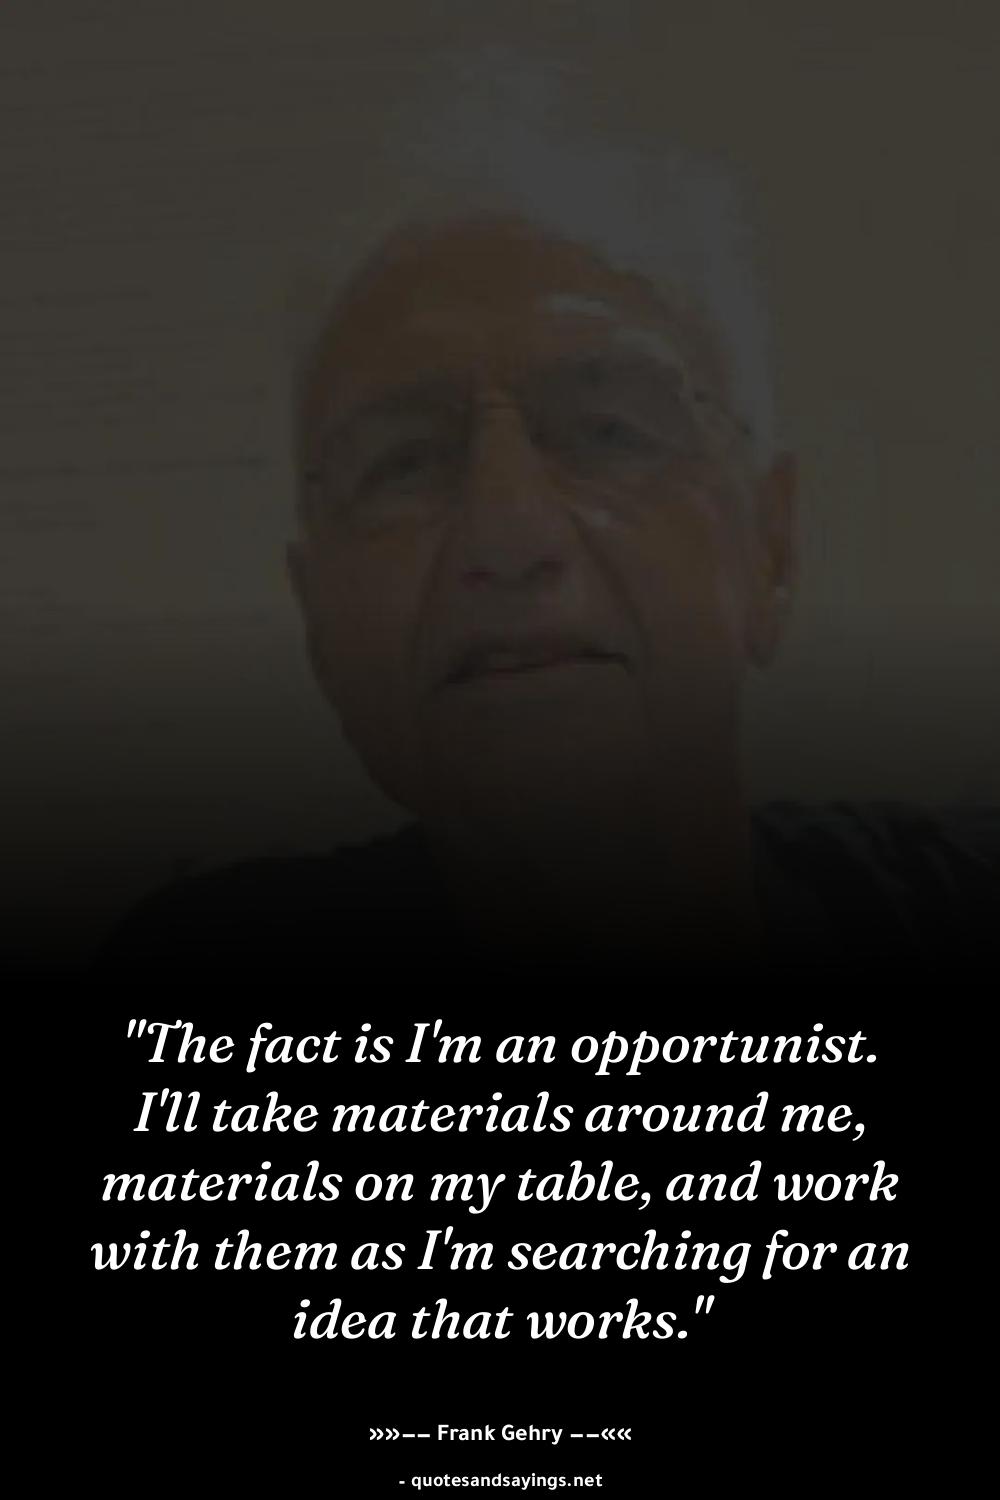 "The fact is I'm an opportunist.
I'll take materials around me,
materials on my table, and work
with them as I'm searching for an
idea that works."
»»−− Frank Gehry −−««
- quotesandsayings.net